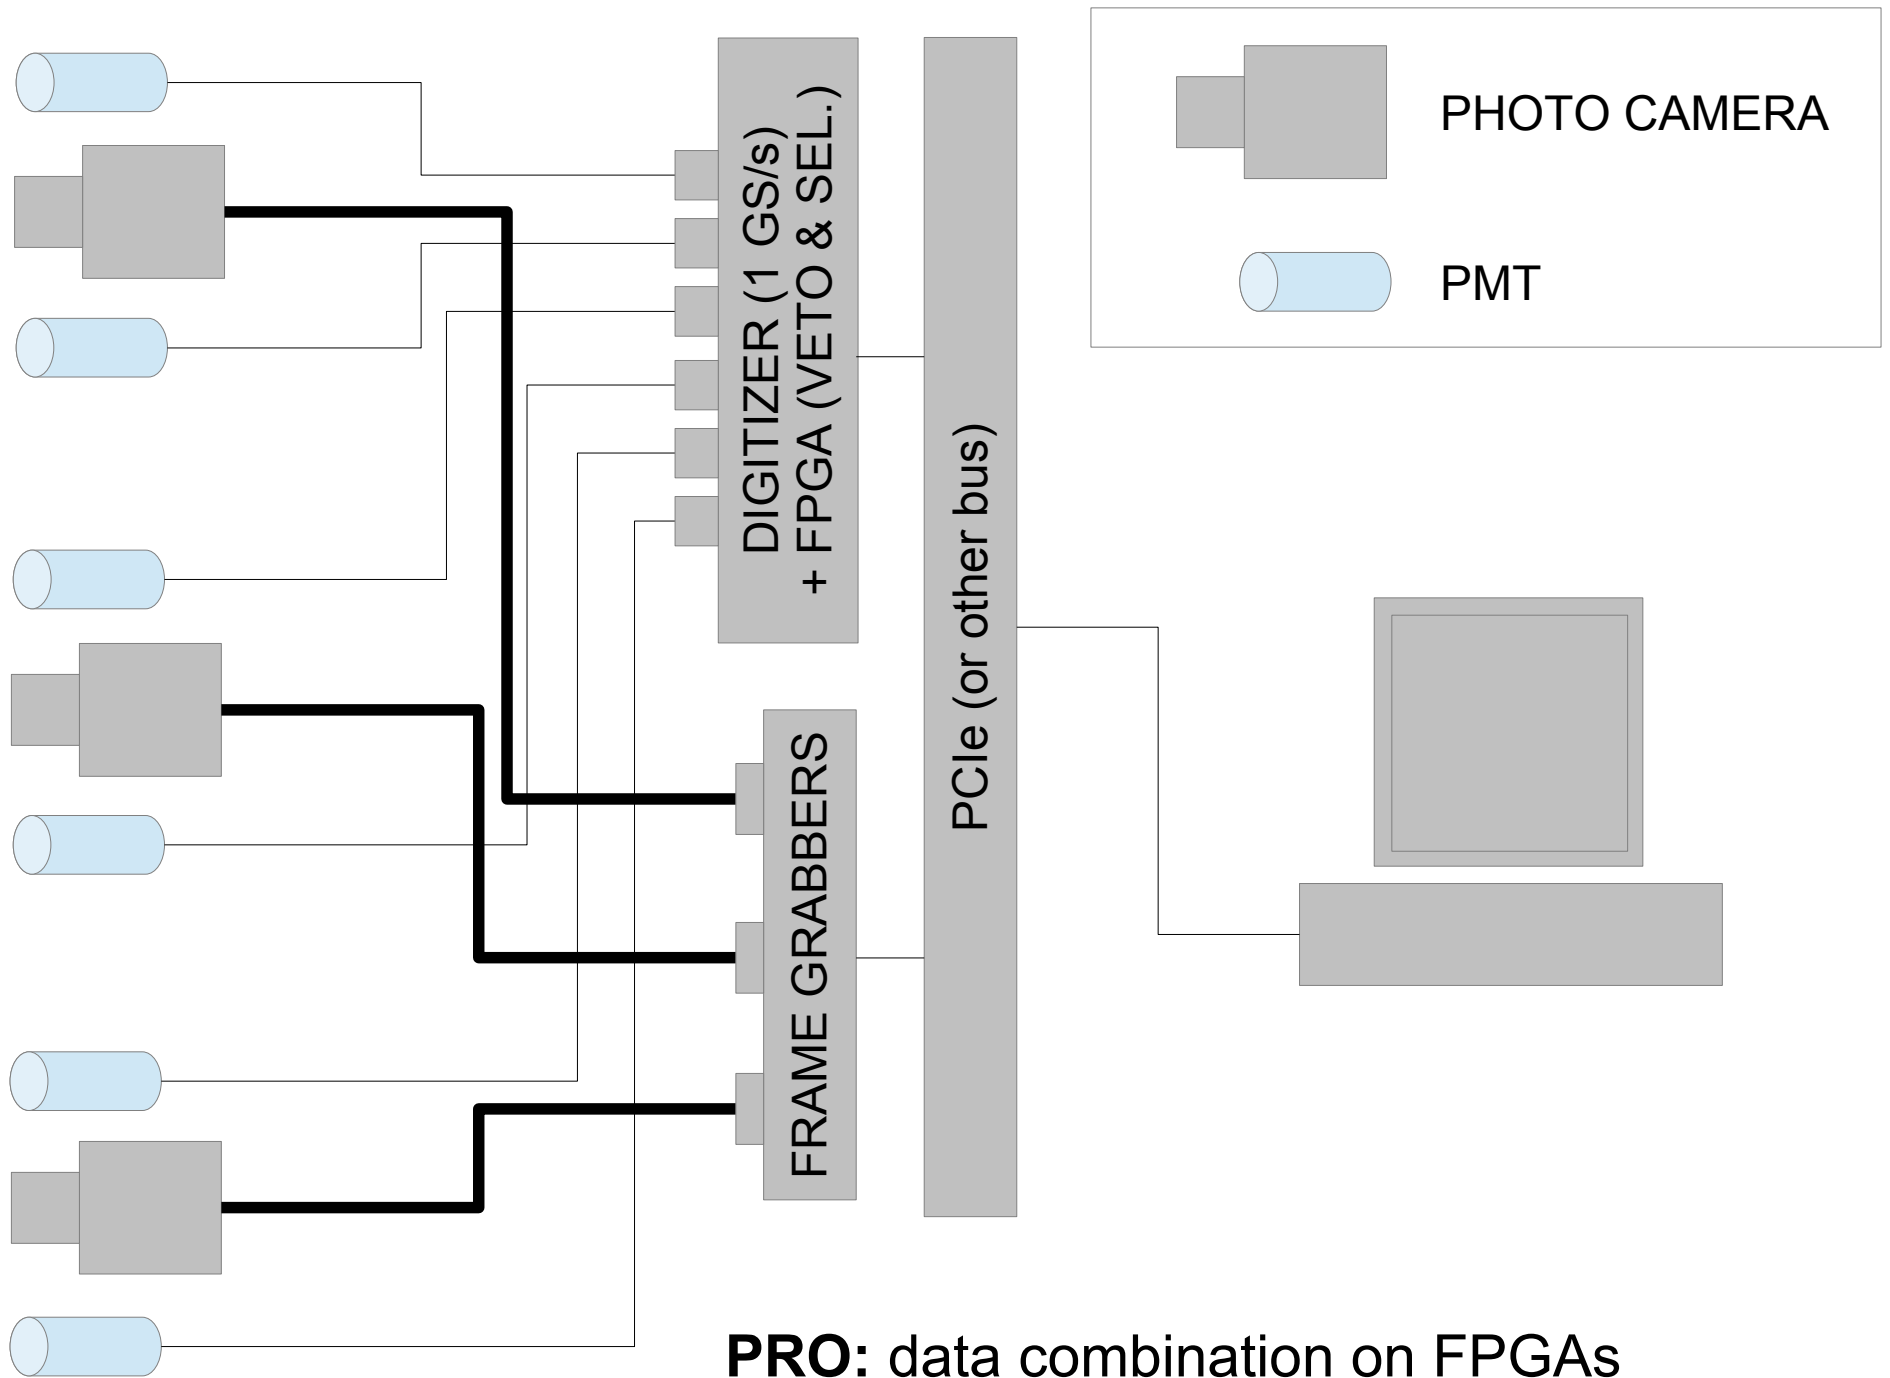 DIGITIZER (1 GS/s)
+ FPGA (VETO & SEL.)
PCIe (or other bus)
FRAME GRABBERS
PHOTO CAMERA
PMT
PRO: data combination on FPGAs